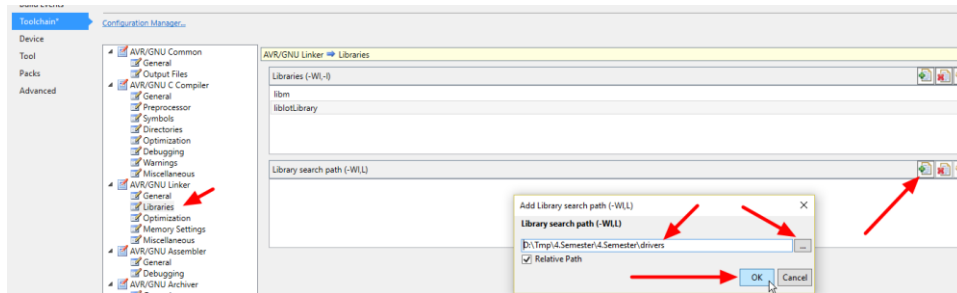 Build Events
Toolchain*
Device
Tool
Packs
Advanced
Configuration Manager...
AVR/GNU Common
General
Output Files
AVR/GNU C Compiler
General
Preprocessor
Symbols
Directories
Optimization
Debugging
Warnings
Miscellaneous
AVR/GNU Linker
General
Libraries
Optimization
Memory Settings
Miscellaneous
AVR/GNU Assembler
General
Debugging
AVR/GNU Archiver
AVR/GNU Linker ➡ Libraries
Libraries (-Wl,-l)
libm
libIotLibrary
Library search path (-Wl,L)
Add Library search path (-Wl,L)
Library search path (-Wl,L)
D:\Tmp\4.Semester\4.Semester\drivers
...
Relative Path
OK Cancel